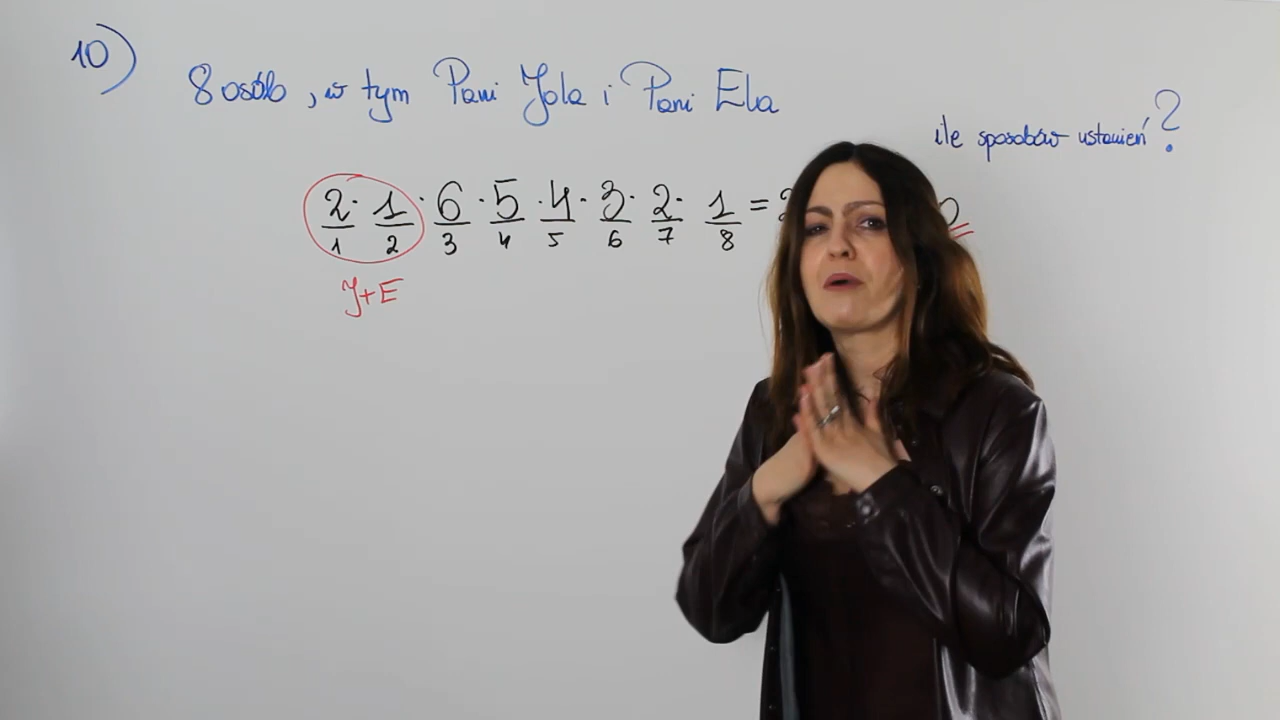 10)
8 osób, w tym Pani Jola i Pani Ela
ile sposobów ustawień?
2 · 1 · 6 · 5 · 4 · 3 · 2 · 1 =
1 2 3 4 5 6 7 8
J+E